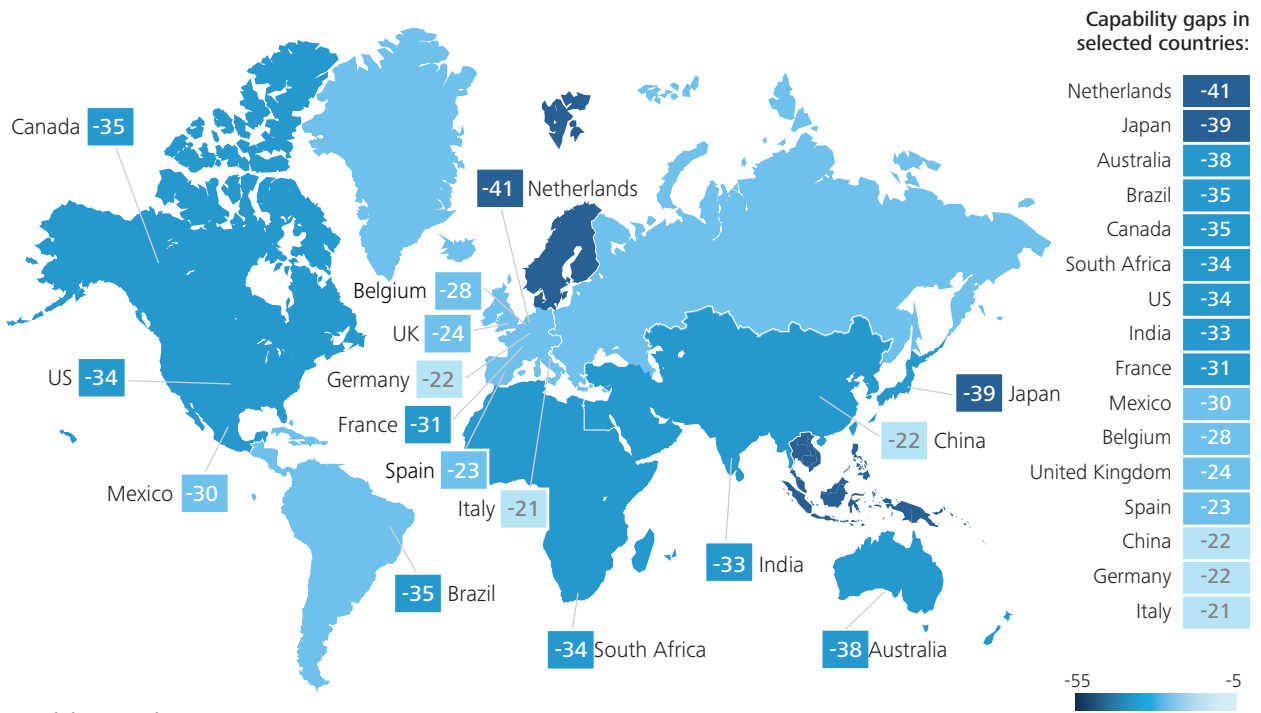 Capability gaps in
selected countries:
Netherlands -41
Japan -39
Australia -38
Brazil -35
Canada -35
South Africa -34
US -34
India -33
France -31
Mexico -30
Belgium -28
United Kingdom -24
Spain -23
China -22
Germany -22
Italy -21
-55 -5
Canada -35
-41 Netherlands
Belgium -28
UK -24
US -34
Germany -22
-39 Japan
France -31
-22 China
Spain -23
Mexico -30
Italy -21
-33 India
-35 Brazil
-34 South Africa
-38 Australia